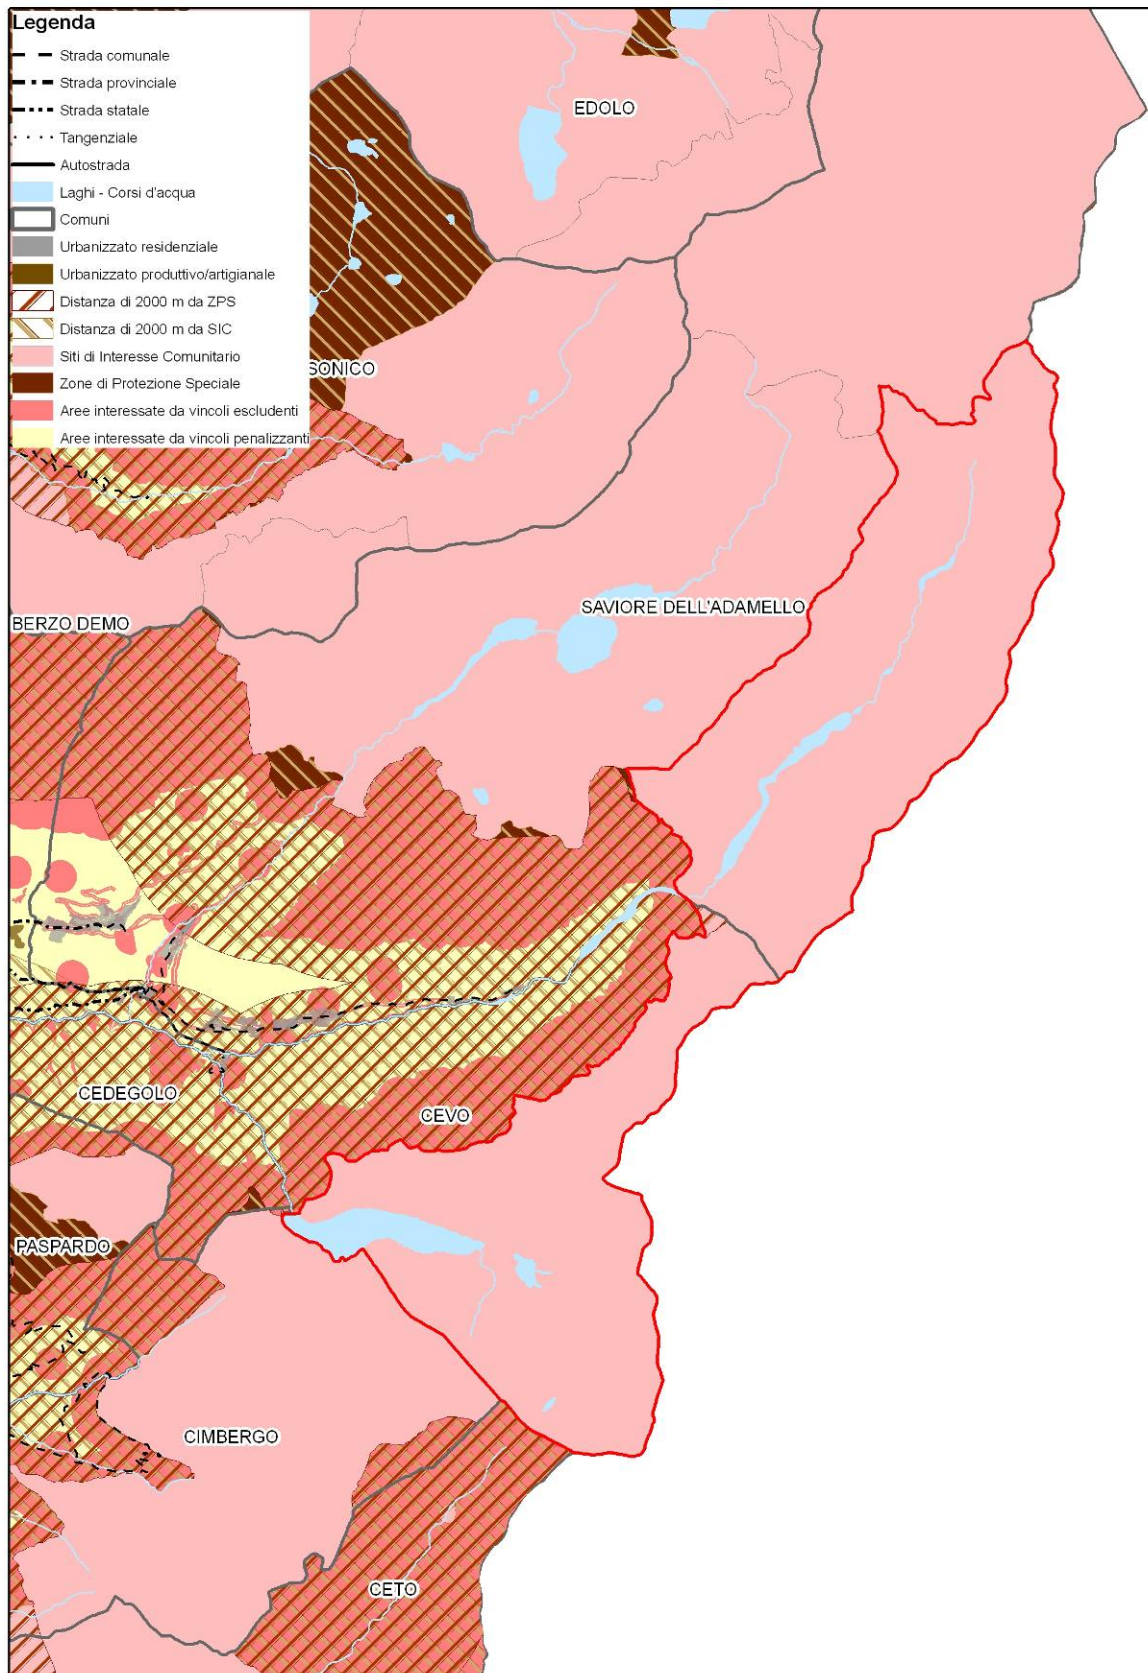 Legenda
Strada comunale
Strada provinciale
Strada statale
Tangenziale
Autostrada
Laghi - Corsi d'acqua
Comuni
Urbanizzato residenziale
Urbanizzato produttivo/artigianale
Distanza di 2000 m da ZPS
Distanza di 2000 m da SIC
Siti di Interesse Comunitario
Zone di Protezione Speciale
Aree interessate da vincoli escludenti
Aree interessate da vincoli penalizzanti
EDOLO
SONICO
SAVIORE DELL'ADAMELLO
BERZO DEMO
CEDEGOLO
CEVO
PASPARDO
CIMBERGO
CETO